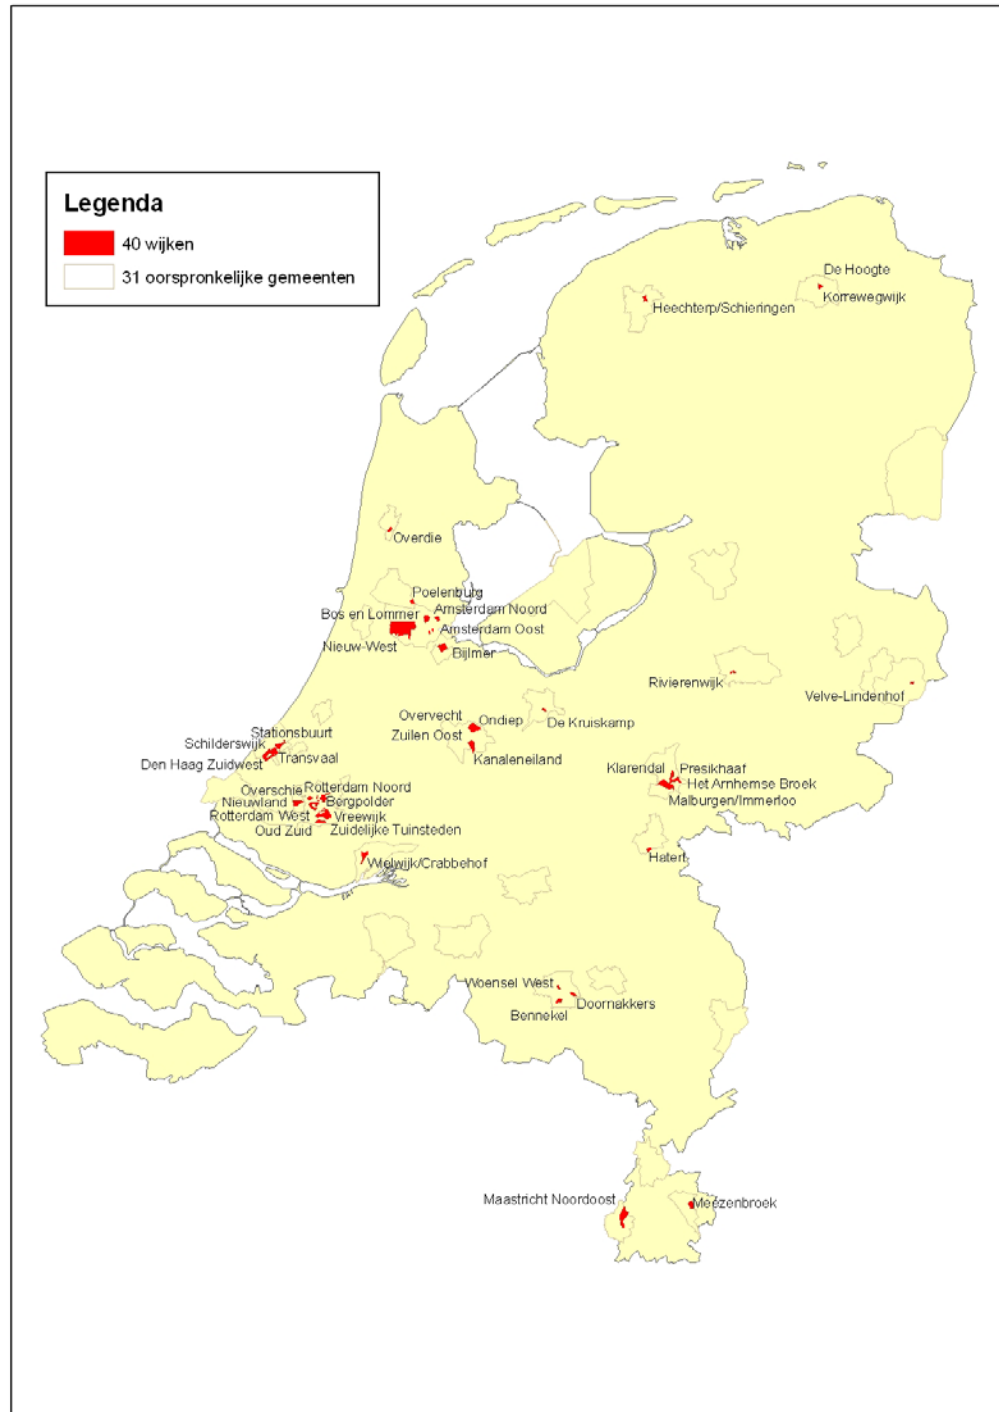 Legenda
40 wijken
31 oorspronkelijke gemeenten
De Hoogte
Korrewegwijk
Heechterp/Schieringen
Overdie
Poelenburg
Bos en Lommer
Amsterdam Noord
Amsterdam Oost
Nieuw-West
Bijlmer
Rivierenwijk
Velve-Lindenhof
Overvecht
Ondiep
De Kruiskamp
Zuilen Oost
Kanaleneiland
Stationsbuurt
Schilderswijk
Transvaal
Den Haag Zuidwest
Klarendal
Presikhaaf
Het Arnhemse Broek
Malburgen/Immerloo
Overschie
Rotterdam Noord
Nieuwland
Bergpolder
Rotterdam West
Vreewijk
Oud Zuid
Zuidelijke Tuinsteden
Hatert
Wielwijk/Crabbehof
Woensel West
Doornakkers
Bennekel
Maastricht Noordoost
Meezenbroek